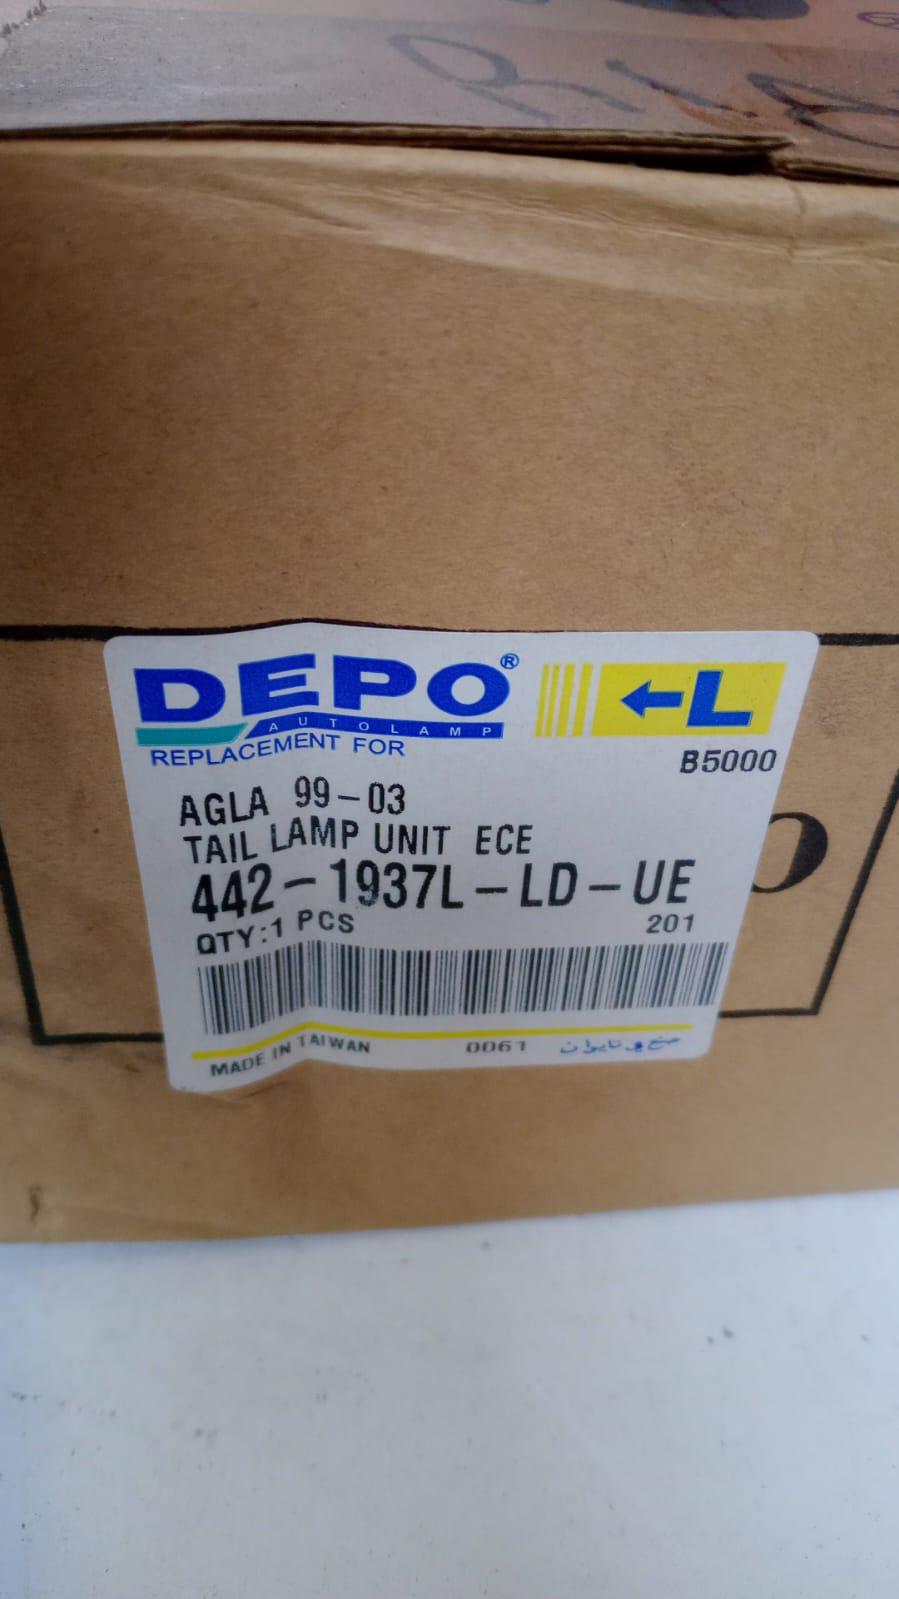 DEPO®
AUTOLAMP
←L
REPLACEMENT FOR
B5000
AGLA 99-03
TAIL LAMP UNIT ECE
442-1937L-LD-UE
QTY:1 PCS
201
MADE IN TAIWAN
0061
صنع في تايوان